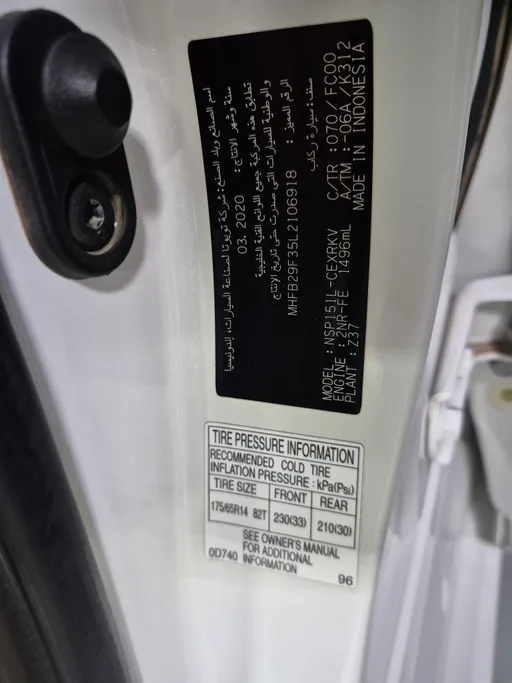 اسم الصانع وبلد الصنع : شركة تويوتا لصناعة السيارات، إندونيسيا
سنة وشهر الانتاج : 03. 2020
تطابق هذه المركبة جميع اللوائح الفنية الخليجية
والوطنية للسيارات التي صدرت حتى تاريخ الانتاج
الرقم المميز : MHFB29F35L2106918
صنف : سيارة ركاب
MODEL : NSP151L-CEXRKV C/TR : 070 / FC00
ENGINE : 2NR-FE 1496mL A/TM : -06A / K312
PLANT : Z37 MADE IN INDONESIA
TIRE PRESSURE INFORMATION
RECOMMENDED COLD TIRE
INFLATION PRESSURE : kPa(Psi)
TIRE SIZE FRONT REAR
175/65R14 82T 230(33) 210(30)
SEE OWNER'S MANUAL
FOR ADDITIONAL
0D740 INFORMATION
96